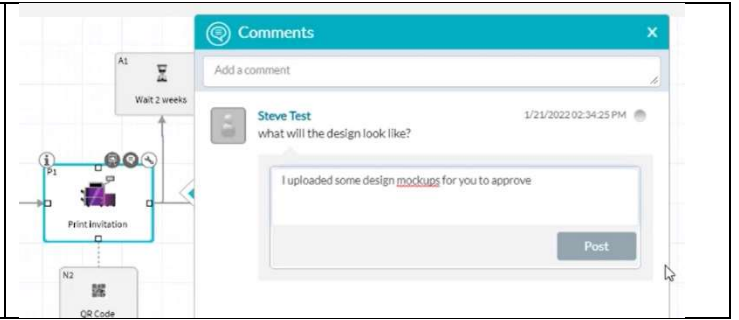 Comments
X
Add a comment
A1
Wait 2 weeks
Steve Test
1/21/2022 02:34:25 PM
what will the design look like?
P1
Print Invitation
I uploaded some design mockups for you to approve
Post
N2
QR Code